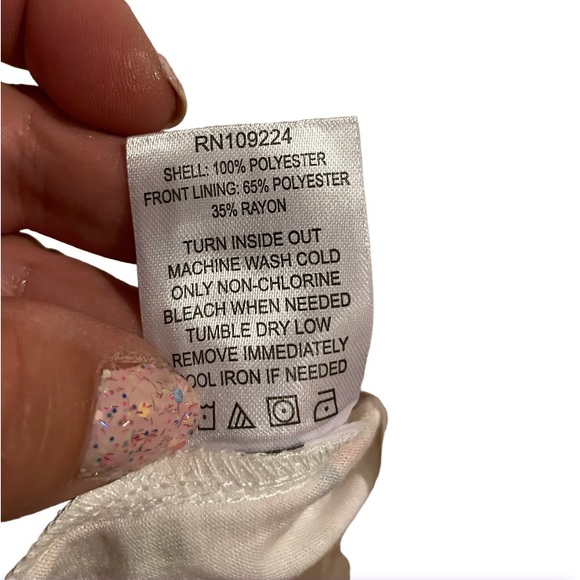 RN109224
SHELL: 100% POLYESTER
FRONT LINING: 65% POLYESTER
35% RAYON
TURN INSIDE OUT
MACHINE WASH COLD
ONLY NON-CHLORINE
BLEACH WHEN NEEDED
TUMBLE DRY LOW
REMOVE IMMEDIATELY
OOL IRON IF NEEDED